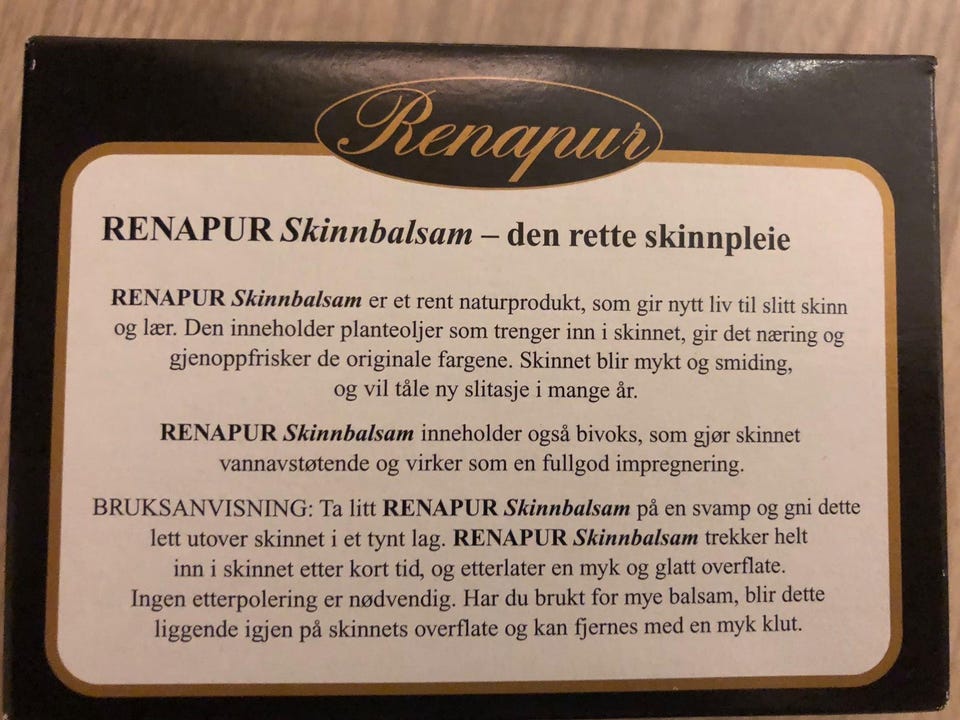 Renapur
RENAPUR Skinnbalsam – den rette skinnpleie
RENAPUR Skinnbalsam er et rent naturprodukt, som gir nytt liv til slitt skinn
og lær. Den inneholder planteoljer som trenger inn i skinnet, gir det næring og
gjenoppfrisker de originale fargene. Skinnet blir mykt og smiding,
og vil tåle ny slitasje i mange år.
RENAPUR Skinnbalsam inneholder også bivoks, som gjør skinnet
vannavstøtende og virker som en fullgod impregnering.
BRUKSANVISNING: Ta litt RENAPUR Skinnbalsam på en svamp og gni dette
lett utover skinnet i et tynt lag. RENAPUR Skinnbalsam trekker helt
inn i skinnet etter kort tid, og etterlater en myk og glatt overflate.
Ingen etterpolering er nødvendig. Har du brukt for mye balsam, blir dette
liggende igjen på skinnets overflate og kan fjernes med en myk klut.